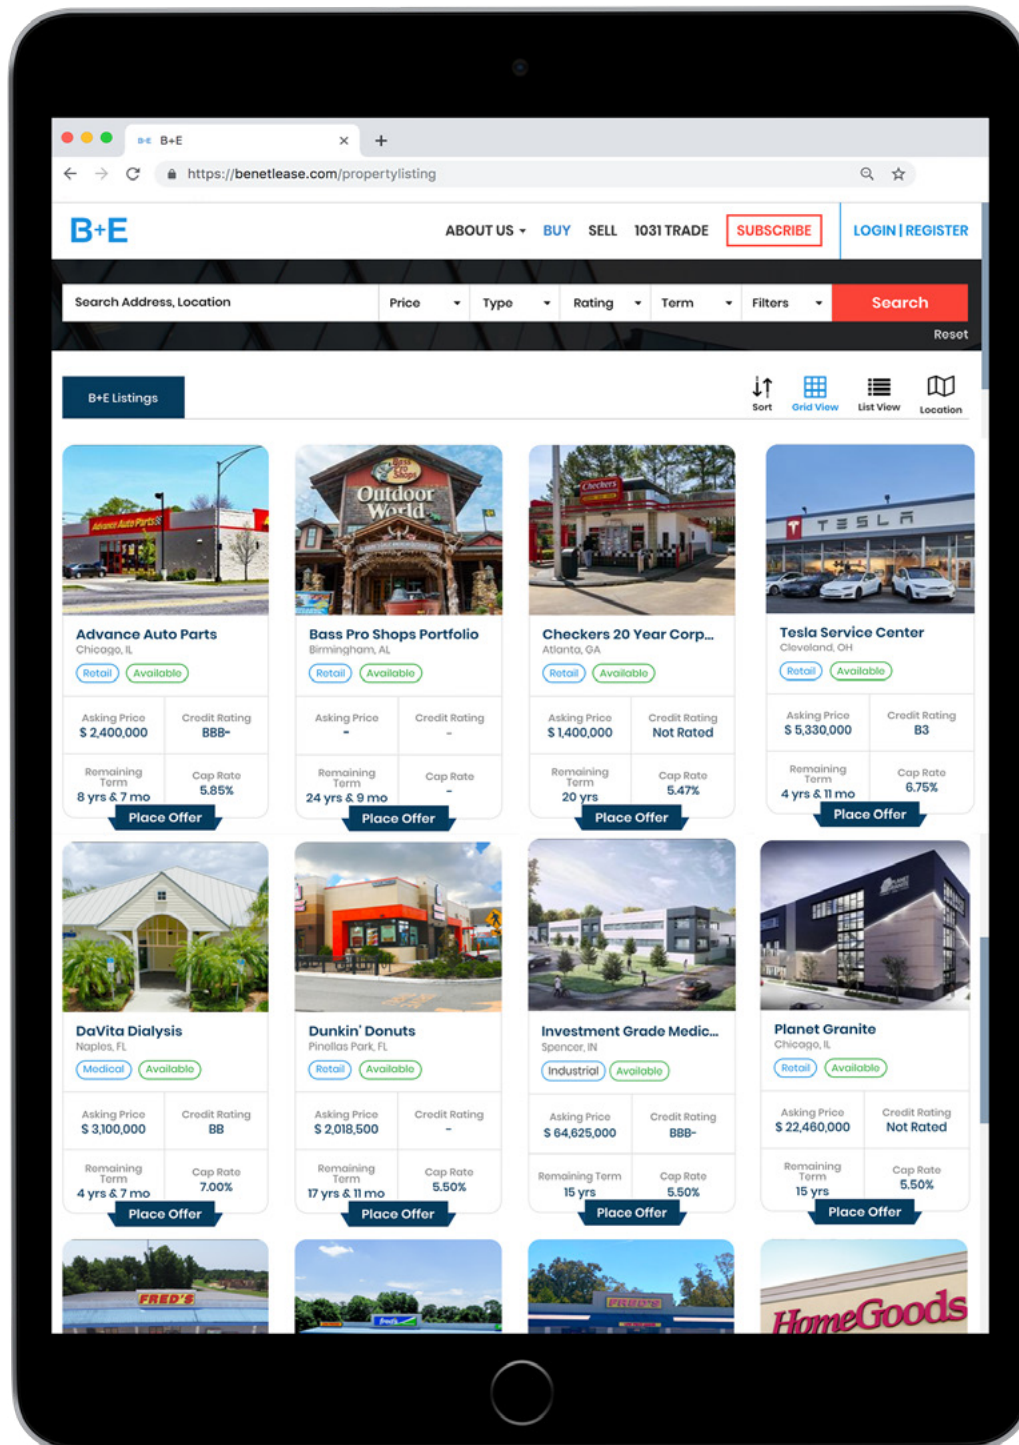 B+E B+E
https://benetlease.com/propertylisting
B+E ABOUT US BUY SELL 1031 TRADE SUBSCRIBE LOGIN | REGISTER
Search Address, Location Price Type Rating Term Filters Search
Reset
B+E Listings Sort Grid View List View Location
Advance Auto Parts
Bass Pro Shops
Outdoor World
Checkers
TESLA
Advance Auto Parts
Chicago, IL
Retail Available
Asking Price Credit Rating
$ 2,400,000 BBB-
Remaining Term Cap Rate
8 yrs & 7 mo 5.85%
Place Offer
Bass Pro Shops Portfolio
Birmingham, AL
Retail Available
Asking Price Credit Rating
- -
Remaining Term Cap Rate
24 yrs & 9 mo -
Place Offer
Checkers 20 Year Corp...
Atlanta, GA
Retail Available
Asking Price Credit Rating
$ 1,400,000 Not Rated
Remaining Term Cap Rate
20 yrs 5.47%
Place Offer
Tesla Service Center
Cleveland, OH
Retail Available
Asking Price Credit Rating
$ 5,330,000 B3
Remaining Term Cap Rate
4 yrs & 11 mo 6.75%
Place Offer
PLANET GRANITE
DaVita Dialysis
Naples, FL
Medical Available
Asking Price Credit Rating
$ 3,100,000 BB
Remaining Term Cap Rate
4 yrs & 7 mo 7.00%
Place Offer
Dunkin' Donuts
Pinellas Park, FL
Retail Available
Asking Price Credit Rating
$ 2,018,500 -
Remaining Term Cap Rate
17 yrs & 11 mo 5.50%
Place Offer
Investment Grade Medic...
Spencer, IN
Industrial Available
Asking Price Credit Rating
$ 64,625,000 BBB-
Remaining Term Cap Rate
15 yrs 5.50%
Place Offer
Planet Granite
Chicago, IL
Retail Available
Asking Price Credit Rating
$ 22,460,000 Not Rated
Remaining Term Cap Rate
15 yrs 5.50%
Place Offer
FRED'S
fred's
FRED'S
HomeGoods